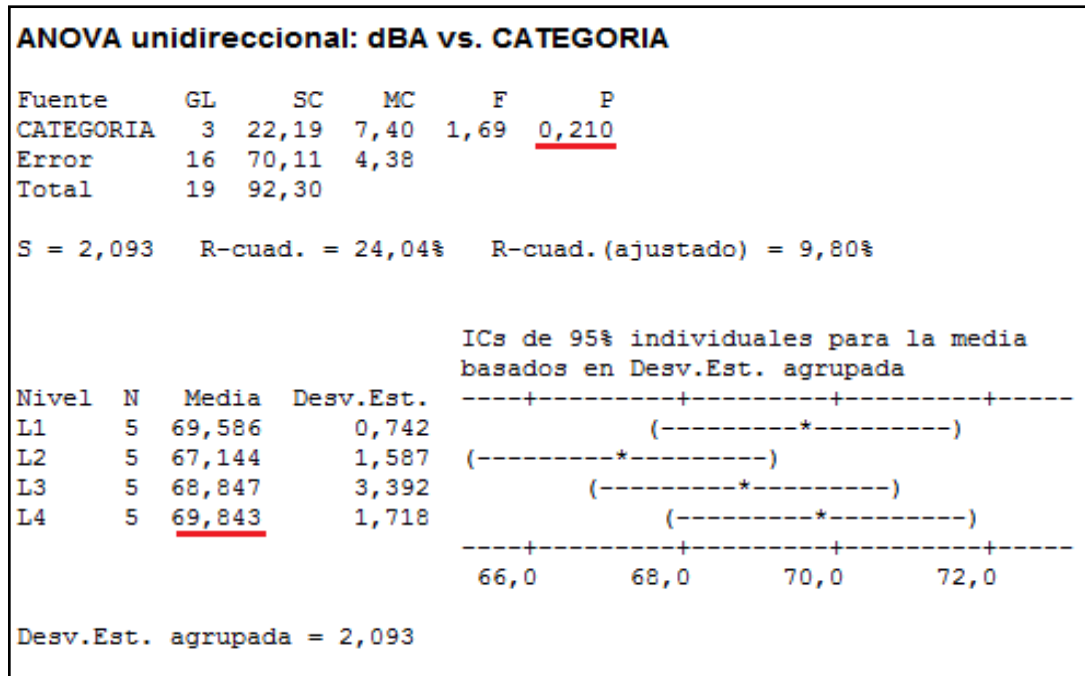 ANOVA unidireccional: dBA vs. CATEGORIA
Fuente GL SC MC F P
CATEGORIA 3 22,19 7,40 1,69 0,210
Error 16 70,11 4,38
Total 19 92,30
S = 2,093 R-cuad. = 24,04% R-cuad.(ajustado) = 9,80%
ICs de 95% individuales para la media
basados en Desv.Est. agrupada
Nivel N Media Desv.Est. ----+---------+---------+---------+-----
L1 5 69,586 0,742 (---------*---------)
L2 5 67,144 1,587 (---------*---------)
L3 5 68,847 3,392 (---------*---------)
L4 5 69,843 1,718 (---------*---------)
----+---------+---------+---------+-----
66,0 68,0 70,0 72,0
Desv.Est. agrupada = 2,093